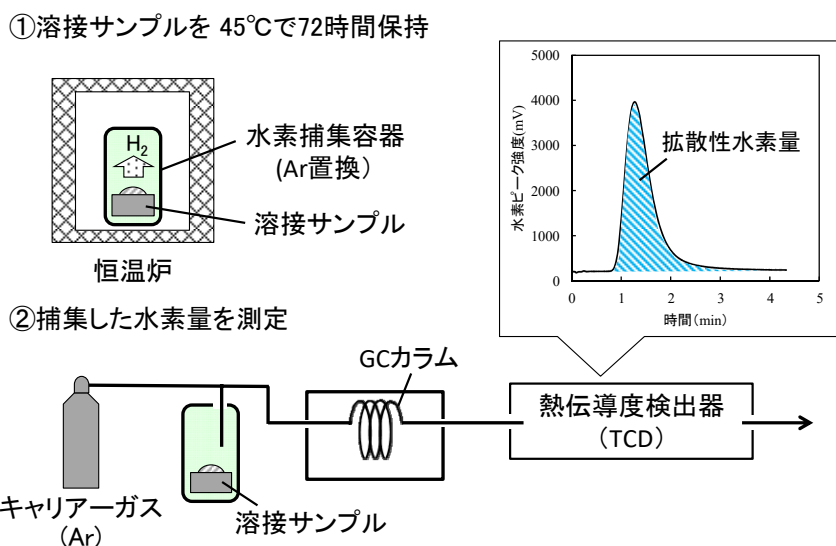 ①溶接サンプルを 45℃で72時間保持
H2
水素捕集容器
(Ar置換)
溶接サンプル
恒温炉
5000
4000
3000
2000
1000
0
水素ピーク強度(mV)
拡散性水素量
0 1 2 3 4 5
時間(min)
②捕集した水素量を測定
GCカラム
熱伝導度検出器
(TCD)
キャリアーガス
(Ar)
溶接サンプル